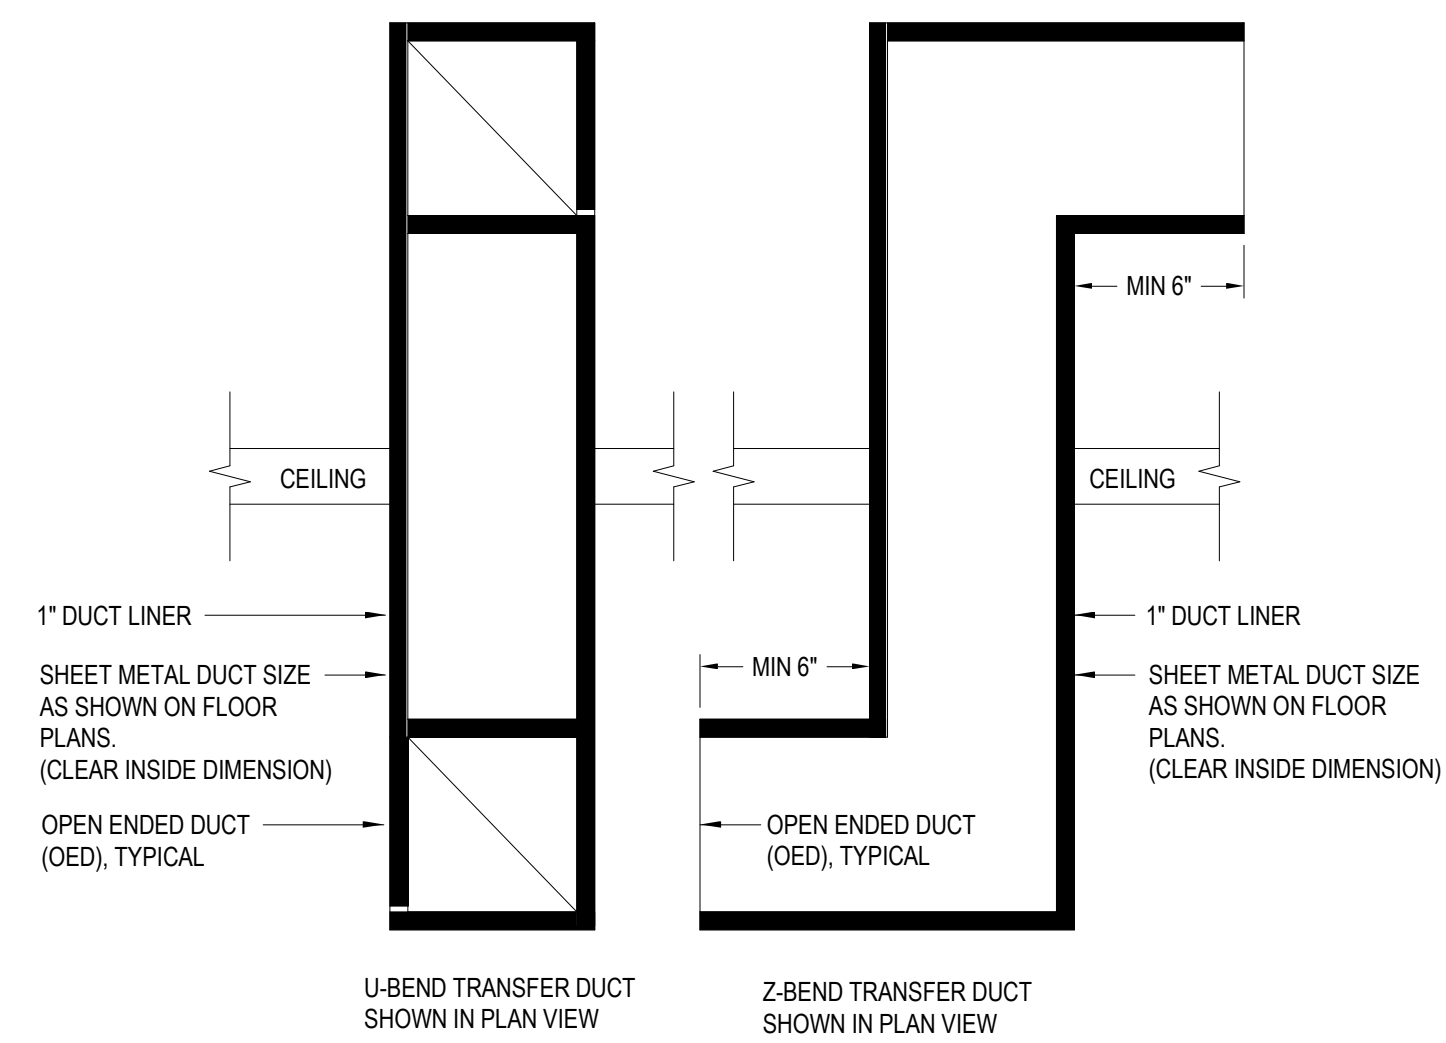 MIN 6"
CEILING
CEILING
1" DUCT LINER
SHEET METAL DUCT SIZE
AS SHOWN ON FLOOR
PLANS.
(CLEAR INSIDE DIMENSION)
OPEN ENDED DUCT
(OED), TYPICAL
MIN 6"
OPEN ENDED DUCT
(OED), TYPICAL
1" DUCT LINER
SHEET METAL DUCT SIZE
AS SHOWN ON FLOOR
PLANS.
(CLEAR INSIDE DIMENSION)
U-BEND TRANSFER DUCT
SHOWN IN PLAN VIEW
Z-BEND TRANSFER DUCT
SHOWN IN PLAN VIEW